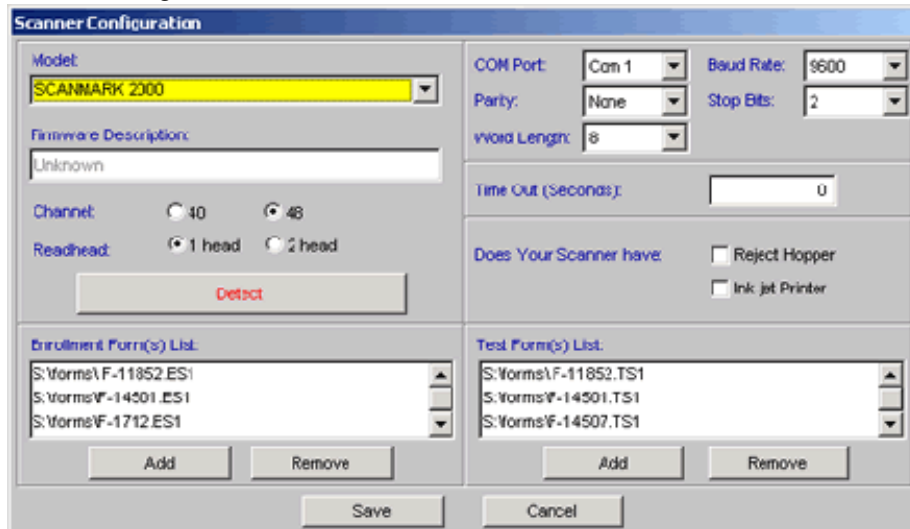 Scanner Configuration
Model:
SCANMARK 2000
Firmware Description:
Unknown
Channel: 40 48
Readhead: 1 head 2 head
Detect
COM Port: Com 1 Baud Rate: 9600
Parity: None Stop Bits: 2
Word Length: 8
Time Out (Seconds): 0
Does Your Scanner have: Reject Hopper
Ink jet Printer
Enrollment Form(s) List:
S:\forms\F-11852.ES1
S:\forms\F-14501.ES1
S:\forms\F-1712.ES1
Add Remove
Test Form(s) List:
S:\forms\F-11852.TS1
S:\forms\F-14501.TS1
S:\forms\F-14507.TS1
Add Remove
Save Cancel